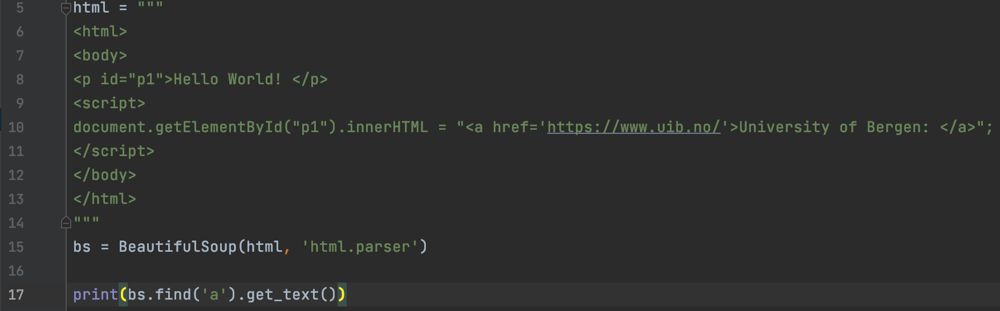 5 html = """
6 <html>
7 <body>
8 <p id="p1">Hello World! </p>
9 <script>
10 document.getElementById("p1").innerHTML = "<a href='https://www.uib.no/'>University of Bergen: </a>";
11 </script>
12 </body>
13 </html>
14 """
15 bs = BeautifulSoup(html, 'html.parser')
16
17 print(bs.find('a').get_text())